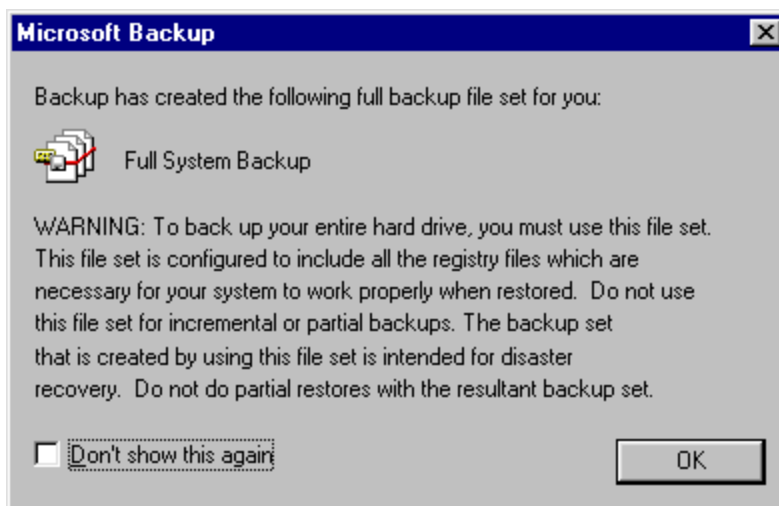 Microsoft Backup
Backup has created the following full backup file set for you:
Full System Backup
WARNING: To back up your entire hard drive, you must use this file set.
This file set is configured to include all the registry files which are
necessary for your system to work properly when restored.  Do not use
this file set for incremental or partial backups. The backup set
that is created by using this file set is intended for disaster
recovery.  Do not do partial restores with the resultant backup set.
Don't show this again
OK